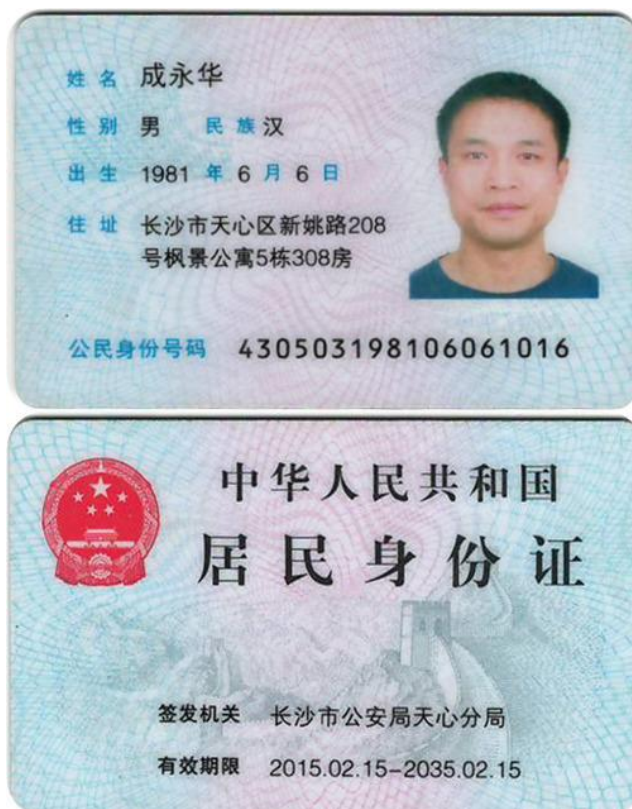 姓名 成永华
性别 男 民族 汉
出生 1981 年 6 月 6 日
住址 长沙市天心区新姚路208
号枫景公寓5栋308房
公民身份号码 430503198106061016
中华人民共和国
居民身份证
签发机关 长沙市公安局天心分局
有效期限 2015.02.15-2035.02.15